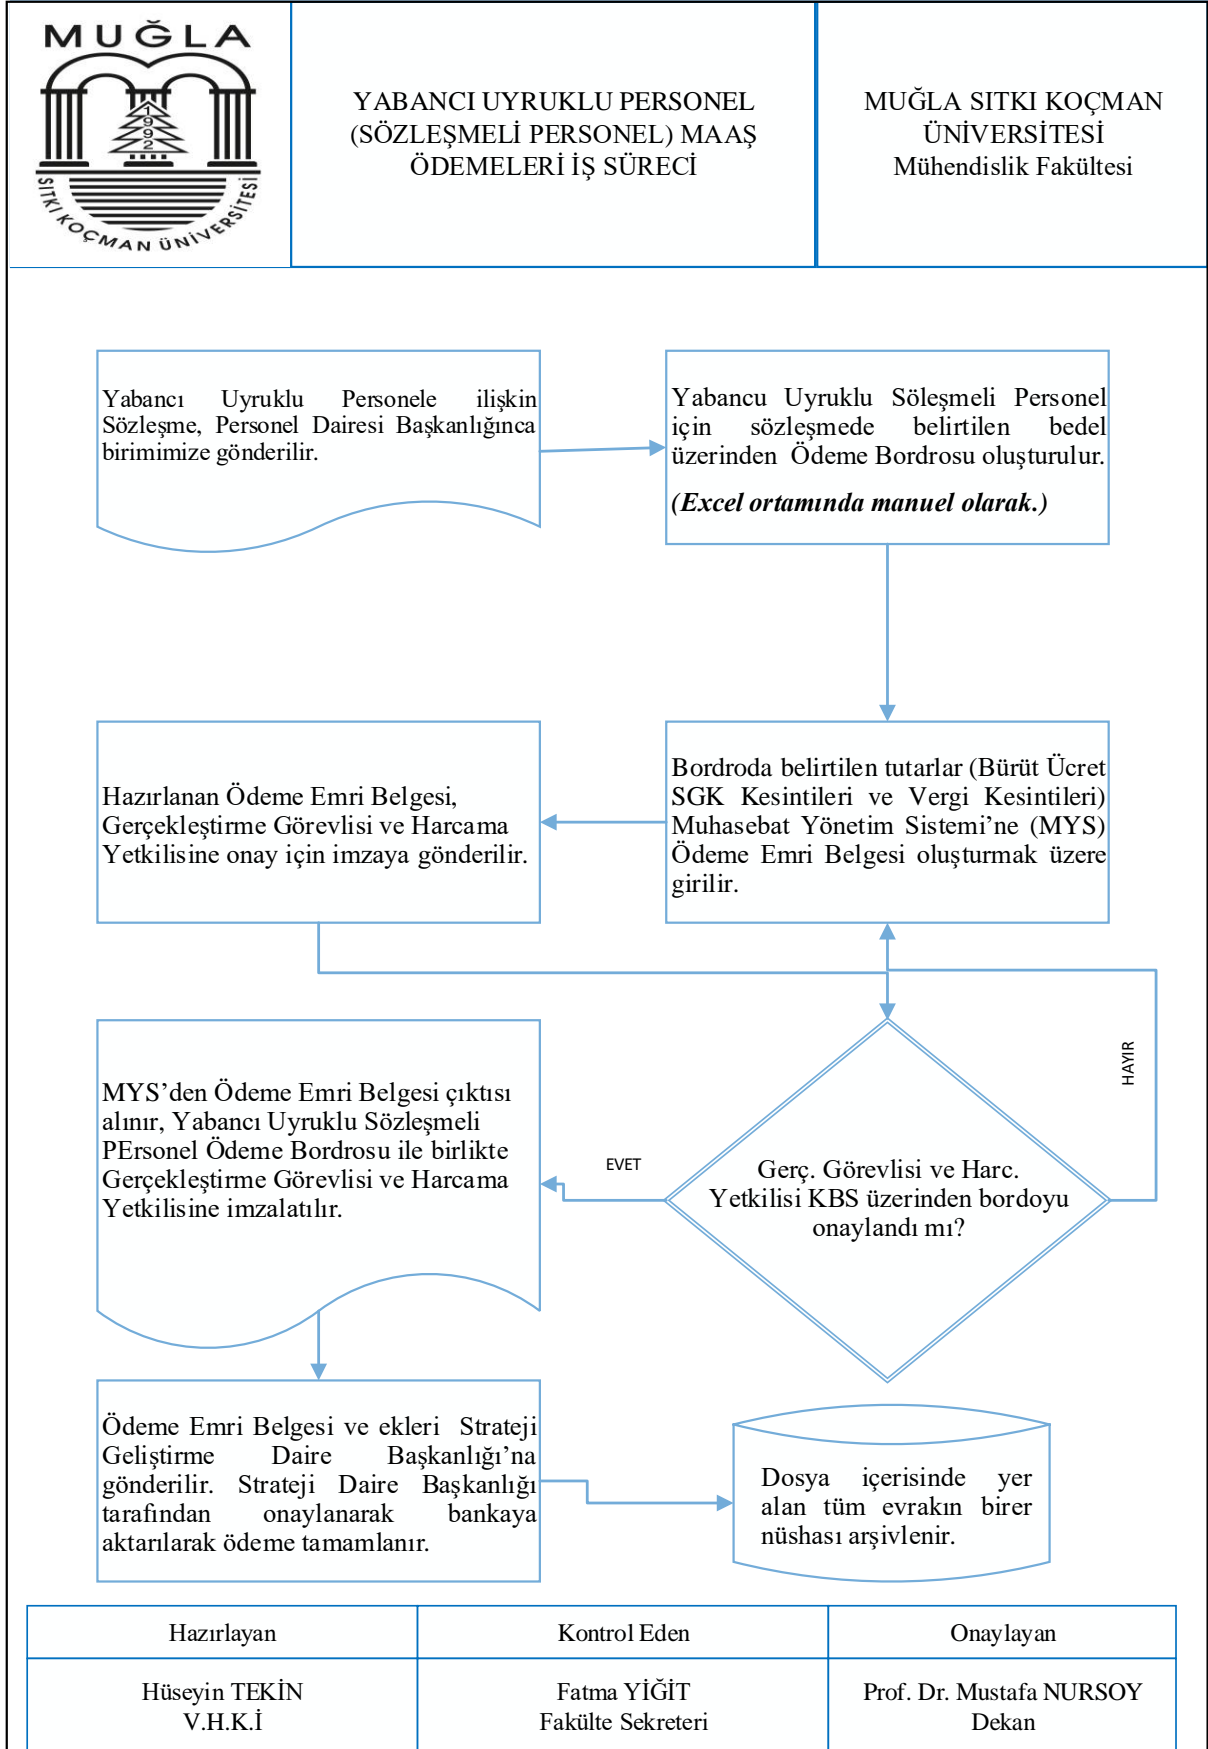 MUĞLA
1992
SITKI KOÇMAN ÜNİVERSİTESİ
YABANCI UYRUKLU PERSONEL
(SÖZLEŞMELİ PERSONEL) MAAŞ
ÖDEMELERİ İŞ SÜRECİ
MUĞLA SITKI KOÇMAN
ÜNİVERSİTESİ
Mühendislik Fakültesi
Yabancı Uyruklu Personele ilişkin
Sözleşme, Personel Dairesi Başkanlığınca
birimimize gönderilir.
Yabancu Uyruklu Söleşmeli Personel
için sözleşmede belirtilen bedel
üzerinden Ödeme Bordrosu oluşturulur.
(Excel ortamında manuel olarak.)
Bordroda belirtilen tutarlar (Bürüt Ücret
SGK Kesintileri ve Vergi Kesintileri)
Muhasebat Yönetim Sistemi’ne (MYS)
Ödeme Emri Belgesi oluşturmak üzere
girilir.
Hazırlanan Ödeme Emri Belgesi,
Gerçekleştirme Görevlisi ve Harcama
Yetkilisine onay için imzaya gönderilir.
Gerç. Görevlisi ve Harc.
Yetkilisi KBS üzerinden bordoyu
onaylandı mı?
HAYIR
EVET
MYS’den Ödeme Emri Belgesi çıktısı
alınır, Yabancı Uyruklu Sözleşmeli
PErsonel Ödeme Bordrosu ile birlikte
Gerçekleştirme Görevlisi ve Harcama
Yetkilisine imzalatılır.
Ödeme Emri Belgesi ve ekleri Strateji
Geliştirme Daire Başkanlığı’na
gönderilir. Strateji Daire Başkanlığı
tarafından onaylanarak bankaya
aktarılarak ödeme tamamlanır.
Dosya içerisinde yer
alan tüm evrakın birer
nüshası arşivlenir.
Hazırlayan
Kontrol Eden
Onaylayan
Hüseyin TEKİN
V.H.K.İ
Fatma YİĞİT
Fakülte Sekreteri
Prof. Dr. Mustafa NURSOY
Dekan